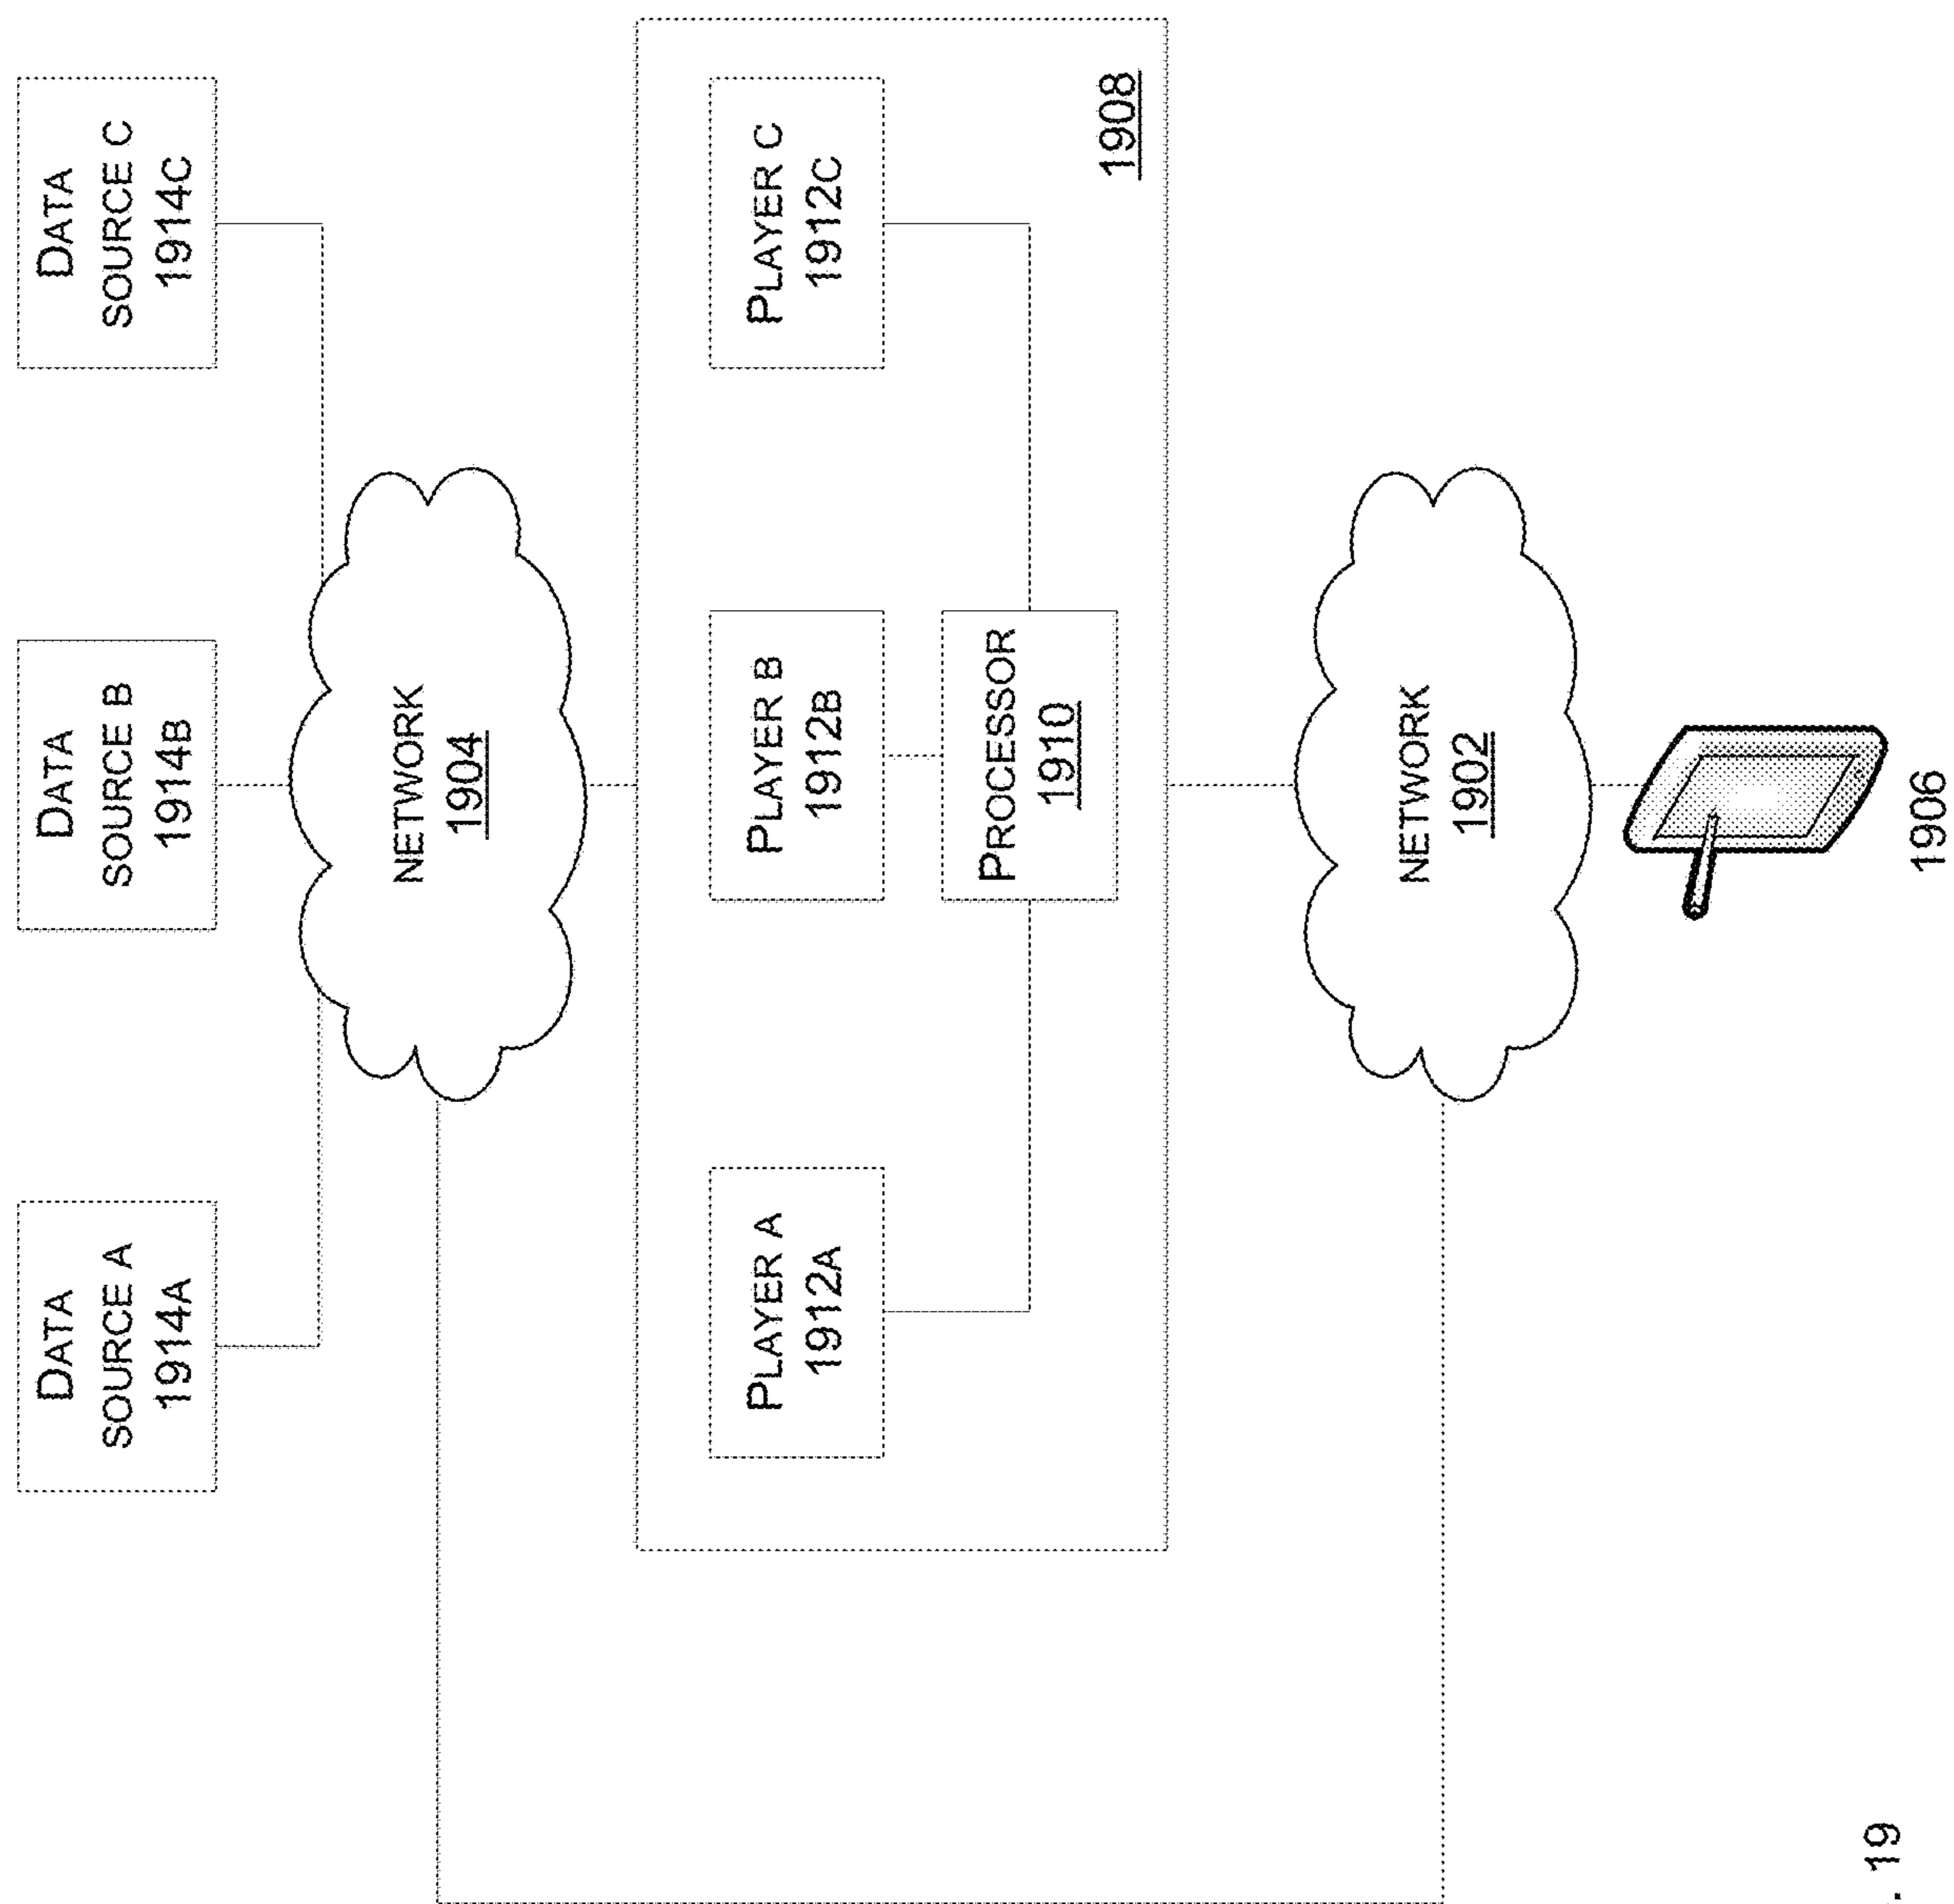 DATA
SOURCE A
1914A
DATA
SOURCE B
1914B
DATA
SOURCE C
1914C
NETWORK
1904
PLAYER A
1912A
PLAYER B
1912B
PLAYER C
1912C
PROCESSOR
1910
1908
NETWORK
1902
1906
. 19